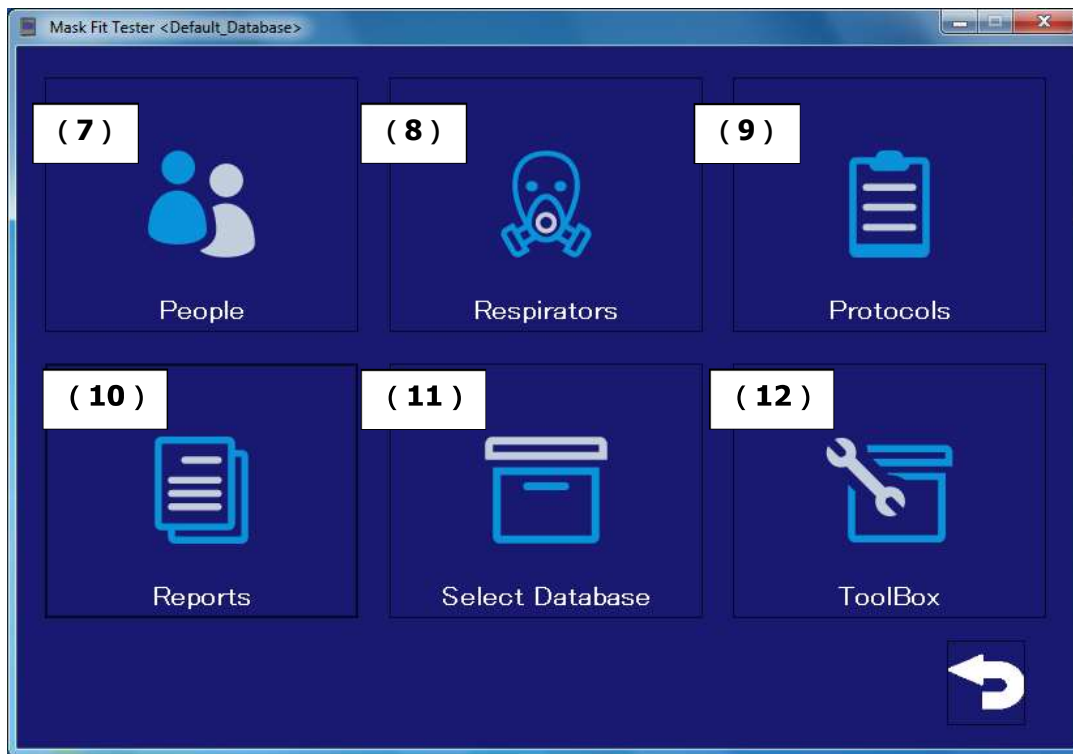 Mask Fit Tester <Default_Database>
(7)
(8)
(9)
People
Respirators
Protocols
(10)
(11)
(12)
Reports
Select Database
ToolBox